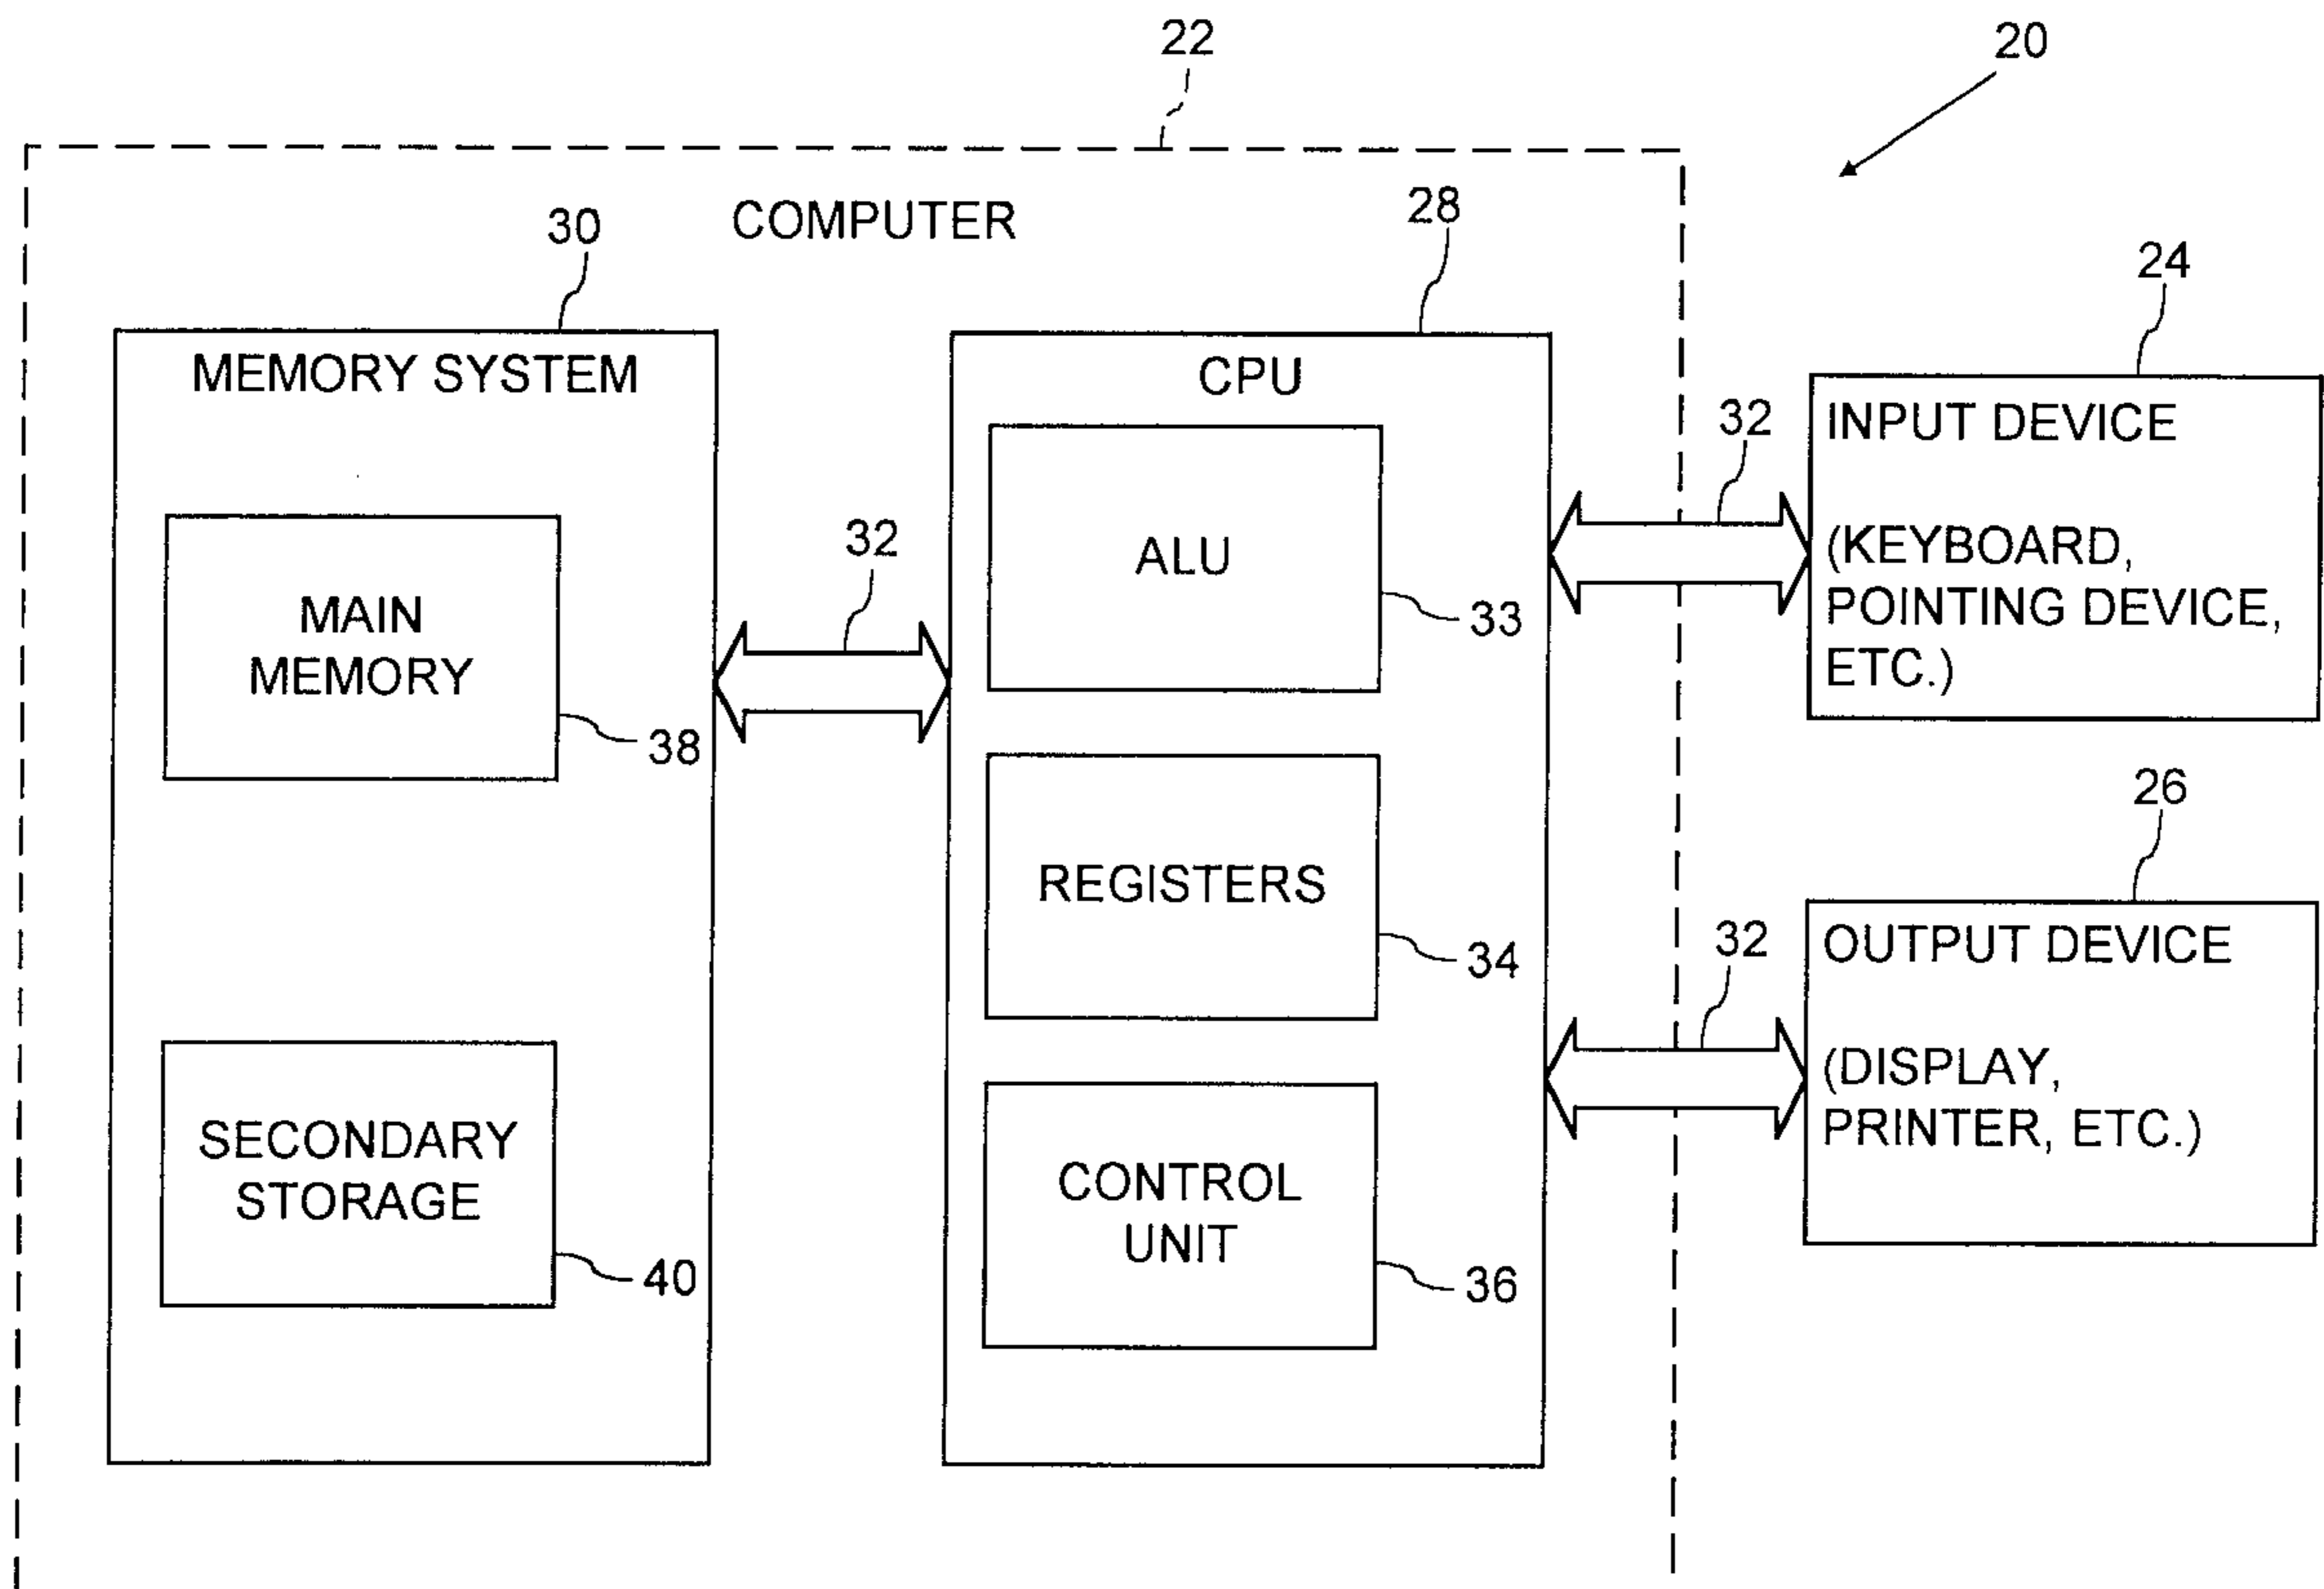 22
20
COMPUTER
30
28
24
MEMORY SYSTEM
CPU
INPUT DEVICE
(KEYBOARD,
POINTING DEVICE,
ETC.)
32
32
ALU
33
MAIN
MEMORY
38
REGISTERS
34
26
OUTPUT DEVICE
(DISPLAY,
PRINTER, ETC.)
32
SECONDARY
STORAGE
40
CONTROL
UNIT
36